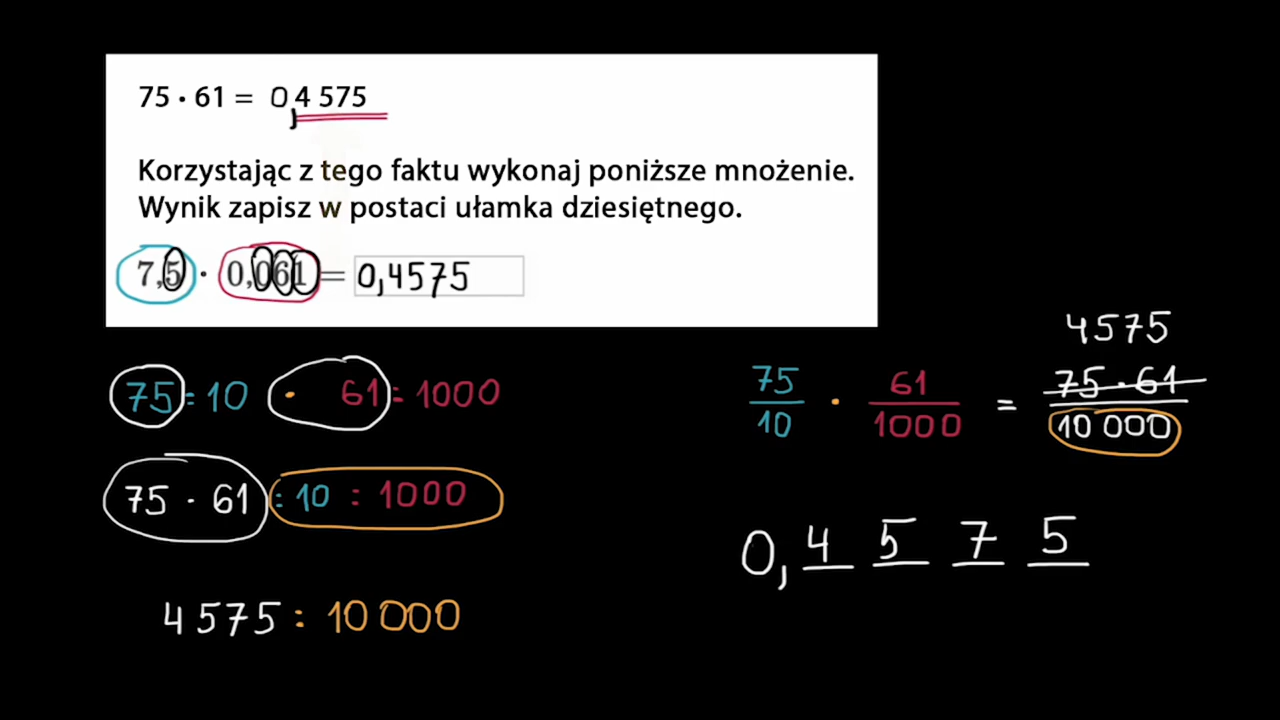 75 · 61 = 0,4 575
Korzystając z tego faktu wykonaj poniższe mnożenie.
Wynik zapisz w postaci ułamka dziesiętnego.
7,5 · 0,061 = 0,4575
75 : 10 · 61 : 1000
75 · 61 : 10 : 1000
4 575 : 10 000
4575
75 61 75 · 61
— · — = —
10 1000 10 000
0,4 5 7 5